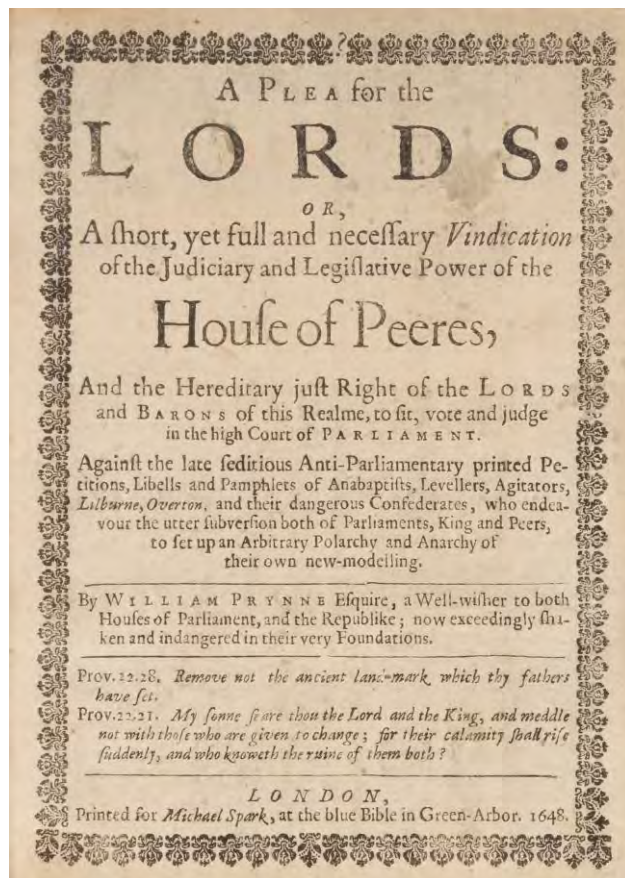 ?
A PLEA for the
LORDS:
OR,
A ſhort, yet full and neceſſary Vindication
of the Judiciary and Legiſlative Power of the
Houſe of Peeres,
And the Hereditary juſt Right of the LORDS
and BARONS of this Realme, to ſit, vote and judge
in the high Court of PARLIAMENT.
Againſt the late ſeditious Anti-Parliamentary printed Pe-
titions, Libells and Pamphlets of Anabaptiſts, Levellers, Agitators,
Lilburne, Overton, and their dangerous Confederates, who endea-
vour the utter ſubverſion both of Parliaments, King and Peers,
to ſet up an Arbitrary Polarchy and Anarchy of
their own new-modelling.
By WILLIAM PRYNNE Eſquire, a Well-wiſher to both
Houſes of Parliament, and the Republike; now exceedingly ſha-
ken and indangered in their very Foundations.
Prov. 22.28. Remove not the ancient land-mark which thy fathers
have ſet.
Prov. 22.21. My ſonne feare thou the Lord and the King, and meddle
not with thoſe who are given to change; for their calamity ſhall riſe
ſuddenly, and who knoweth the ruine of them both?
LONDON,
Printed for Michael Spark, at the blue Bible in Green-Arbor. 1648.